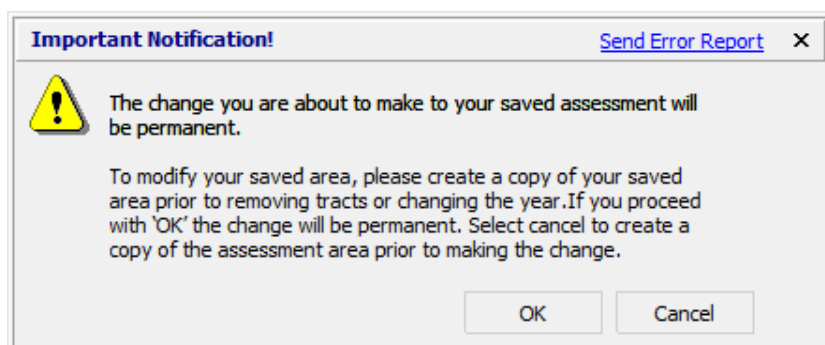 Important Notification!
Send Error Report
The change you are about to make to your saved assessment will
be permanent.
To modify your saved area, please create a copy of your saved
area prior to removing tracts or changing the year.If you proceed
with ‘OK’ the change will be permanent. Select cancel to create a
copy of the assessment area prior to making the change.
OK
Cancel